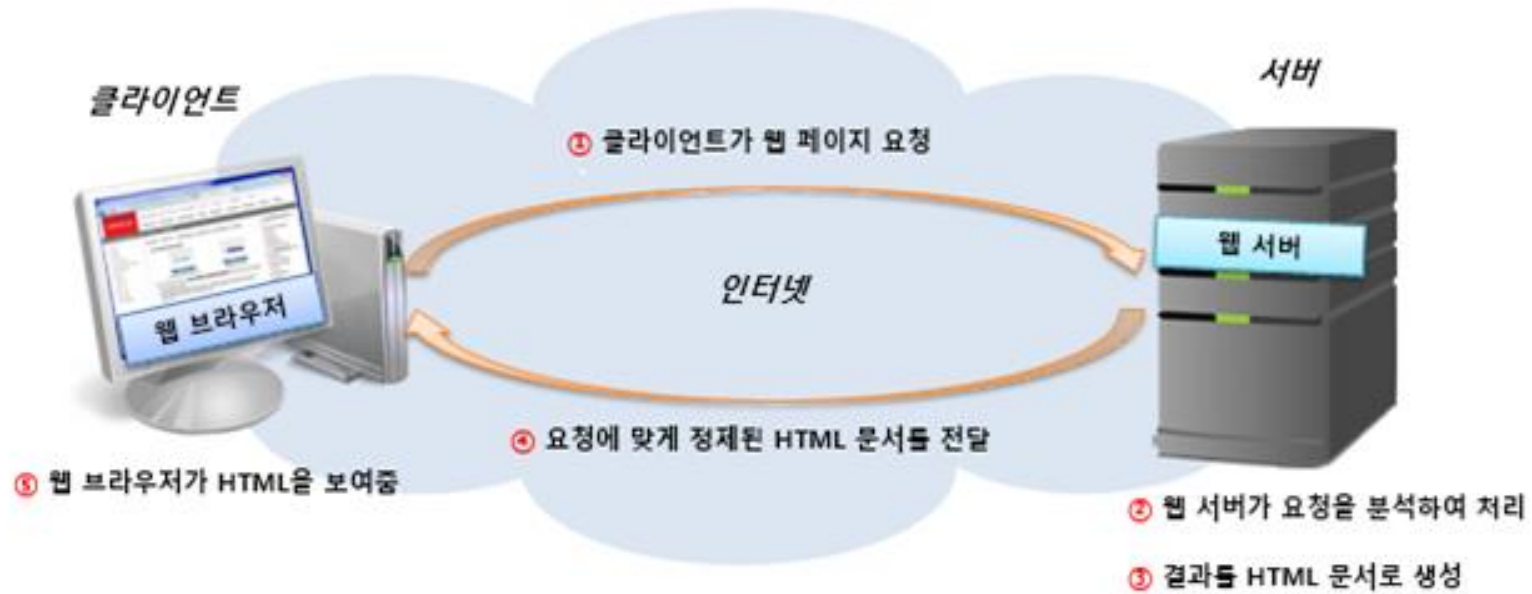 클라이언트
서버
① 클라이언트가 웹 페이지 요청
웹 서버
인터넷
웹 브라우저
④ 요청에 맞게 정제된 HTML 문서를 전달
⑤ 웹 브라우저가 HTML을 보여줌
② 웹 서버가 요청을 분석하여 처리
③ 결과를 HTML 문서로 생성